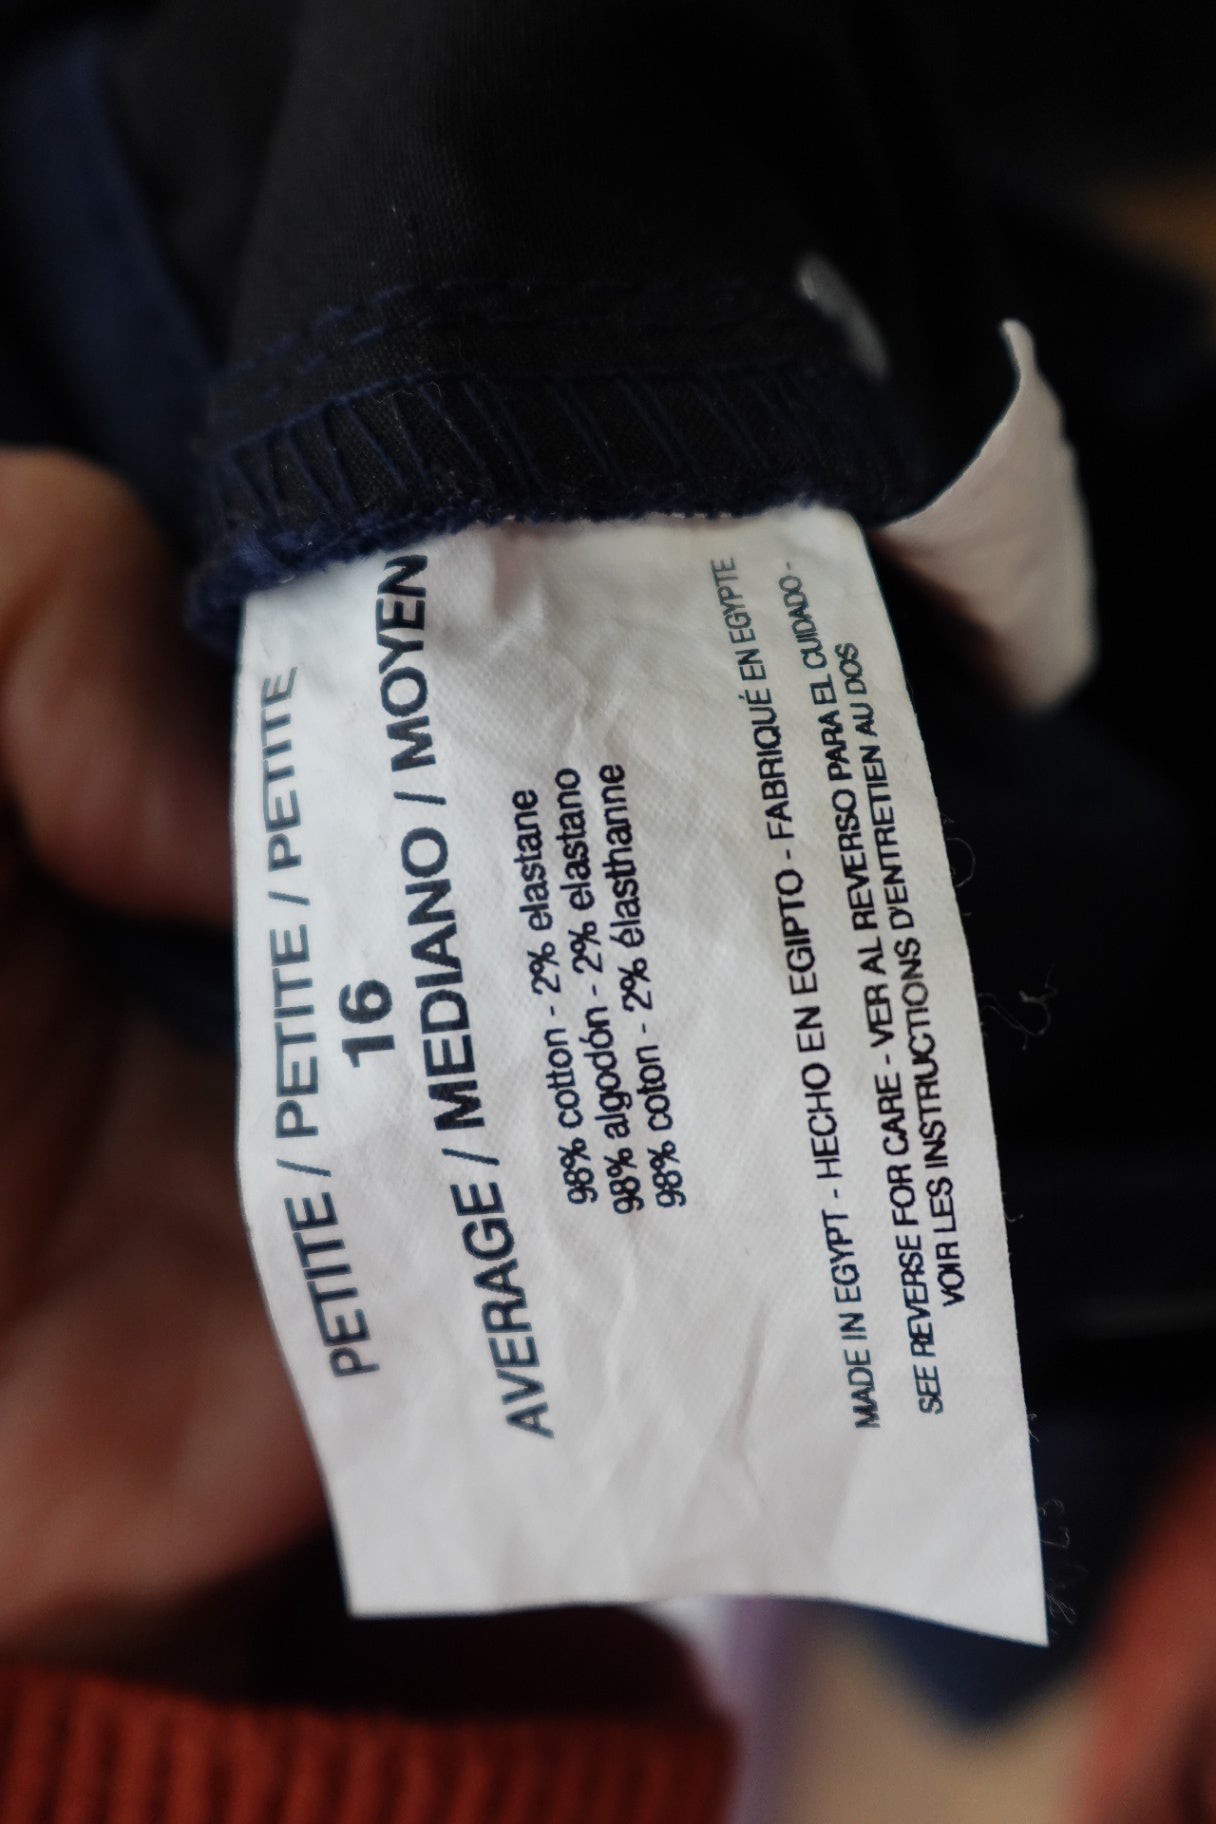 PETITE / PETITE / PETITE
16
AVERAGE / MEDIANO / MOYEN
98% cotton - 2% elastane
98% algodón - 2% elastano
98% coton - 2% élasthanne
MADE IN EGYPT - HECHO EN EGIPTO - FABRIQUÉ EN EGYPTE
SEE REVERSE FOR CARE - VER AL REVERSO PARA EL CUIDADO -
VOIR LES INSTRUCTIONS D'ENTRETIEN AU DOS